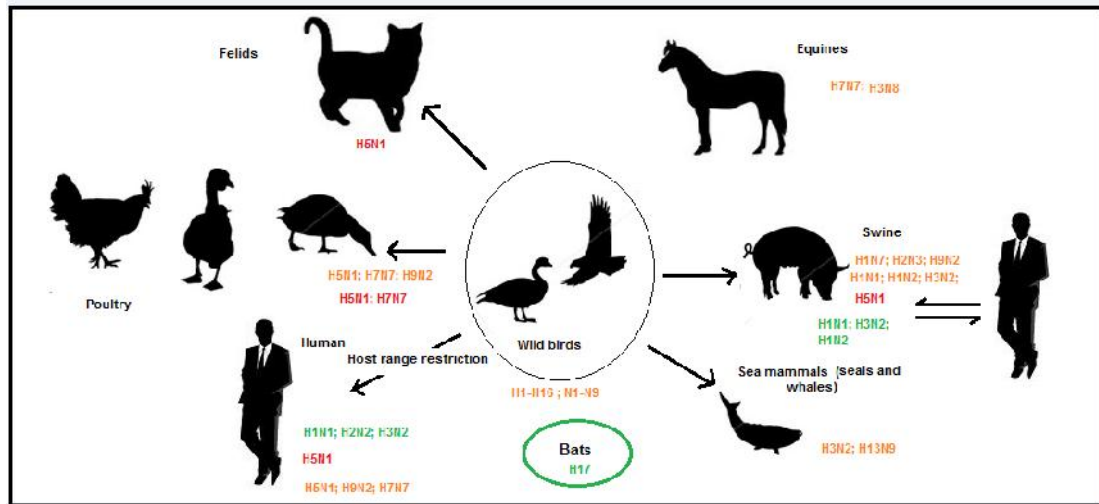 Felids
Equines
H7N7; H3N8
H5N1
Swine
H1N7; H2N3; H9N2
H1N1; H1N2; H3N2;
H5N1
H1N1; H3N2;
H1N2
H5N1; H7N7; H9N2
H5N1; H7N7
Poultry
Human
Host range restriction
Wild birds
H1-H16 ; N1-N9
Sea mammals (seals and
whales)
H3N2; H13N9
H1N1; H2N2; H3N2
H5N1
H5N1; H9N2; H7N7
Bats
H17